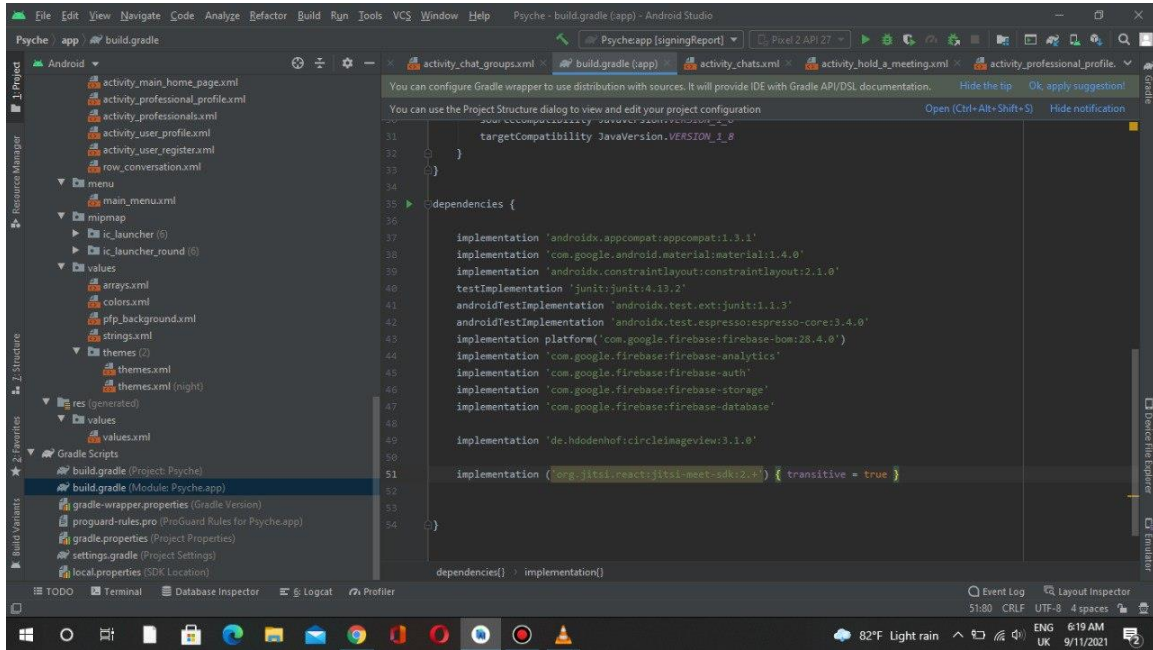 File Edit View Navigate Code Analyze Refactor Build Run Tools VCS Window Help Psyche - build.gradle (:app) - Android Studio
Psyche app build.gradle
Psyche:app [signingReport] Pixel 2 API 27
1: Project
Android
activity_chat_groups.xml build.gradle (:app) activity_chats.xml activity_hold_a_meeting.xml activity_professional_profile.
Gradle
You can configure Gradle wrapper to use distribution with sources. It will provide IDE with Gradle API/DSL documentation. Hide the tip Ok, apply suggestion!
You can use the Project Structure dialog to view and edit your project configuration Open (Ctrl+Alt+Shift+S) Hide notification
activity_main_home_page.xml
activity_professional_profile.xml
activity_professionals.xml
activity_user_profile.xml
activity_user_register.xml
row_conversation.xml
menu
main_menu.xml
mipmap
ic_launcher (6)
ic_launcher_round (6)
values
arrays.xml
colors.xml
pfp_background.xml
strings.xml
themes (2)
themes.xml
themes.xml (night)
res (generated)
values
values.xml
Gradle Scripts
build.gradle (Project: Psyche)
build.gradle (Module: Psyche.app)
gradle-wrapper.properties (Gradle Version)
proguard-rules.pro (ProGuard Rules for Psyche.app)
gradle.properties (Project Properties)
settings.gradle (Project Settings)
local.properties (SDK Location)
Resource Manager
Z: Structure
2: Favorites
Build Variants
31 targetCompatibility JavaVersion.VERSION_1_8
32 }
33 }
34
35 dependencies {
36
37 implementation 'androidx.appcompat:appcompat:1.3.1'
38 implementation 'com.google.android.material:material:1.4.0'
39 implementation 'androidx.constraintlayout:constraintlayout:2.1.0'
40 testImplementation 'junit:junit:4.13.2'
41 androidTestImplementation 'androidx.test.ext:junit:1.1.3'
42 androidTestImplementation 'androidx.test.espresso:espresso-core:3.4.0'
43 implementation platform('com.google.firebase:firebase-bom:28.4.0')
44 implementation 'com.google.firebase:firebase-analytics'
45 implementation 'com.google.firebase:firebase-auth'
46 implementation 'com.google.firebase:firebase-storage'
47 implementation 'com.google.firebase:firebase-database'
48
49 implementation 'de.hdodenhof:circleimageview:3.1.0'
50
51 implementation ('org.jitsi.react:jitsi-meet-sdk:2.+') { transitive = true }
52
53
54 }
dependencies{} implementation{}
Device File Explorer
Emulator
TODO Terminal Database Inspector 6: Logcat Profiler Event Log Layout Inspector
51:80 CRLF UTF-8 4 spaces
82°F Light rain ENG 6:19 AM
UK 9/11/2021
2